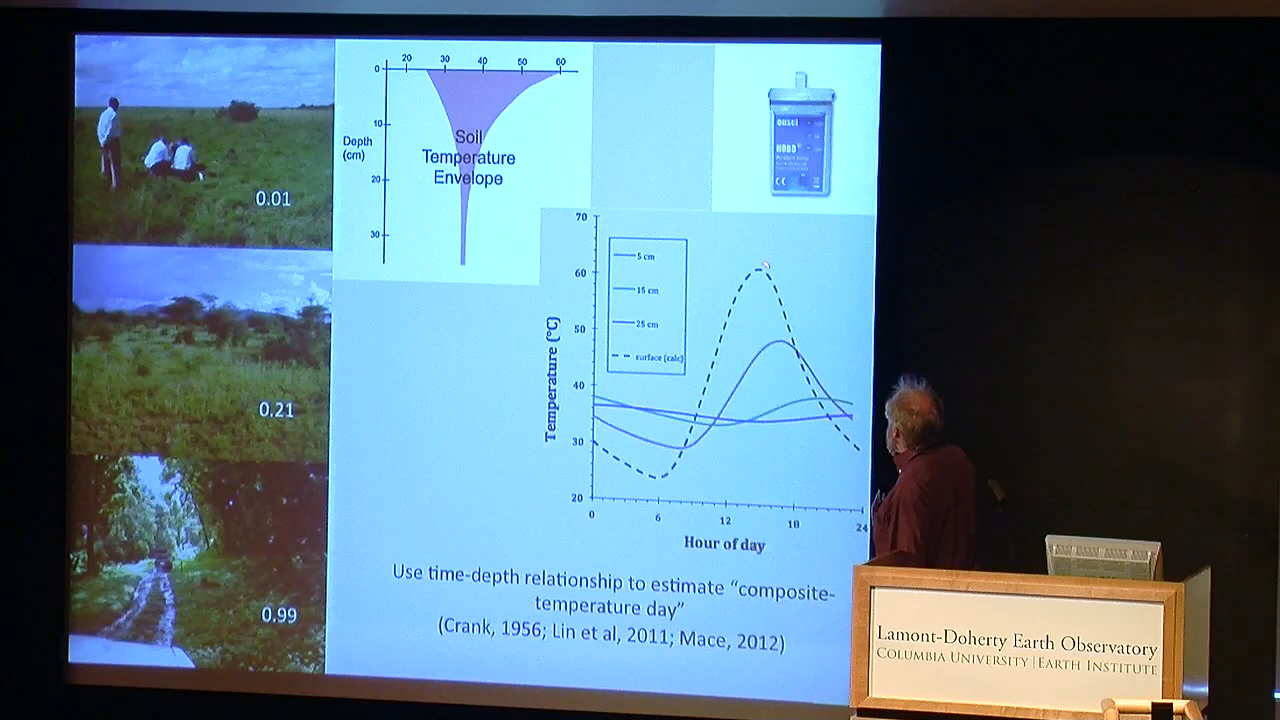 0.01
0.21
0.99
20 30 40 50 60
0
10
20
30
Depth
(cm)
Soil
Temperature
Envelope
onset
HOBO
CE
70
60
50
40
30
20
Temperature (°C)
5 cm
15 cm
25 cm
surface (calc)
0 6 12 18 24
Hour of day
Use time-depth relationship to estimate “composite-
temperature day”
(Crank, 1956; Lin et al, 2011; Mace, 2012)
Lamont-Doherty Earth Observatory
COLUMBIA UNIVERSITY | EARTH INSTITUTE